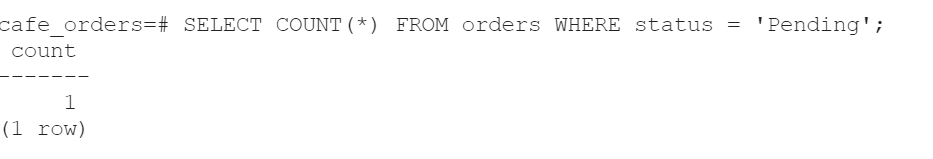 cafe_orders=# SELECT COUNT(*) FROM orders WHERE status = 'Pending';
 count
-------
     1
(1 row)